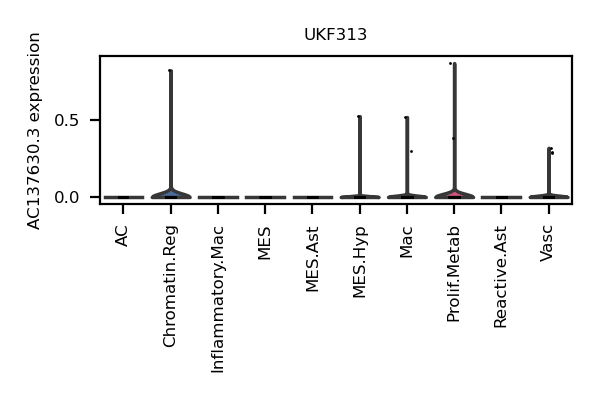 UKF313
AC137630.3 expression
0.5
0.0
AC
Chromatin.Reg
Inflammatory.Mac
MES
MES.Ast
MES.Hyp
Mac
Prolif.Metab
Reactive.Ast
Vasc